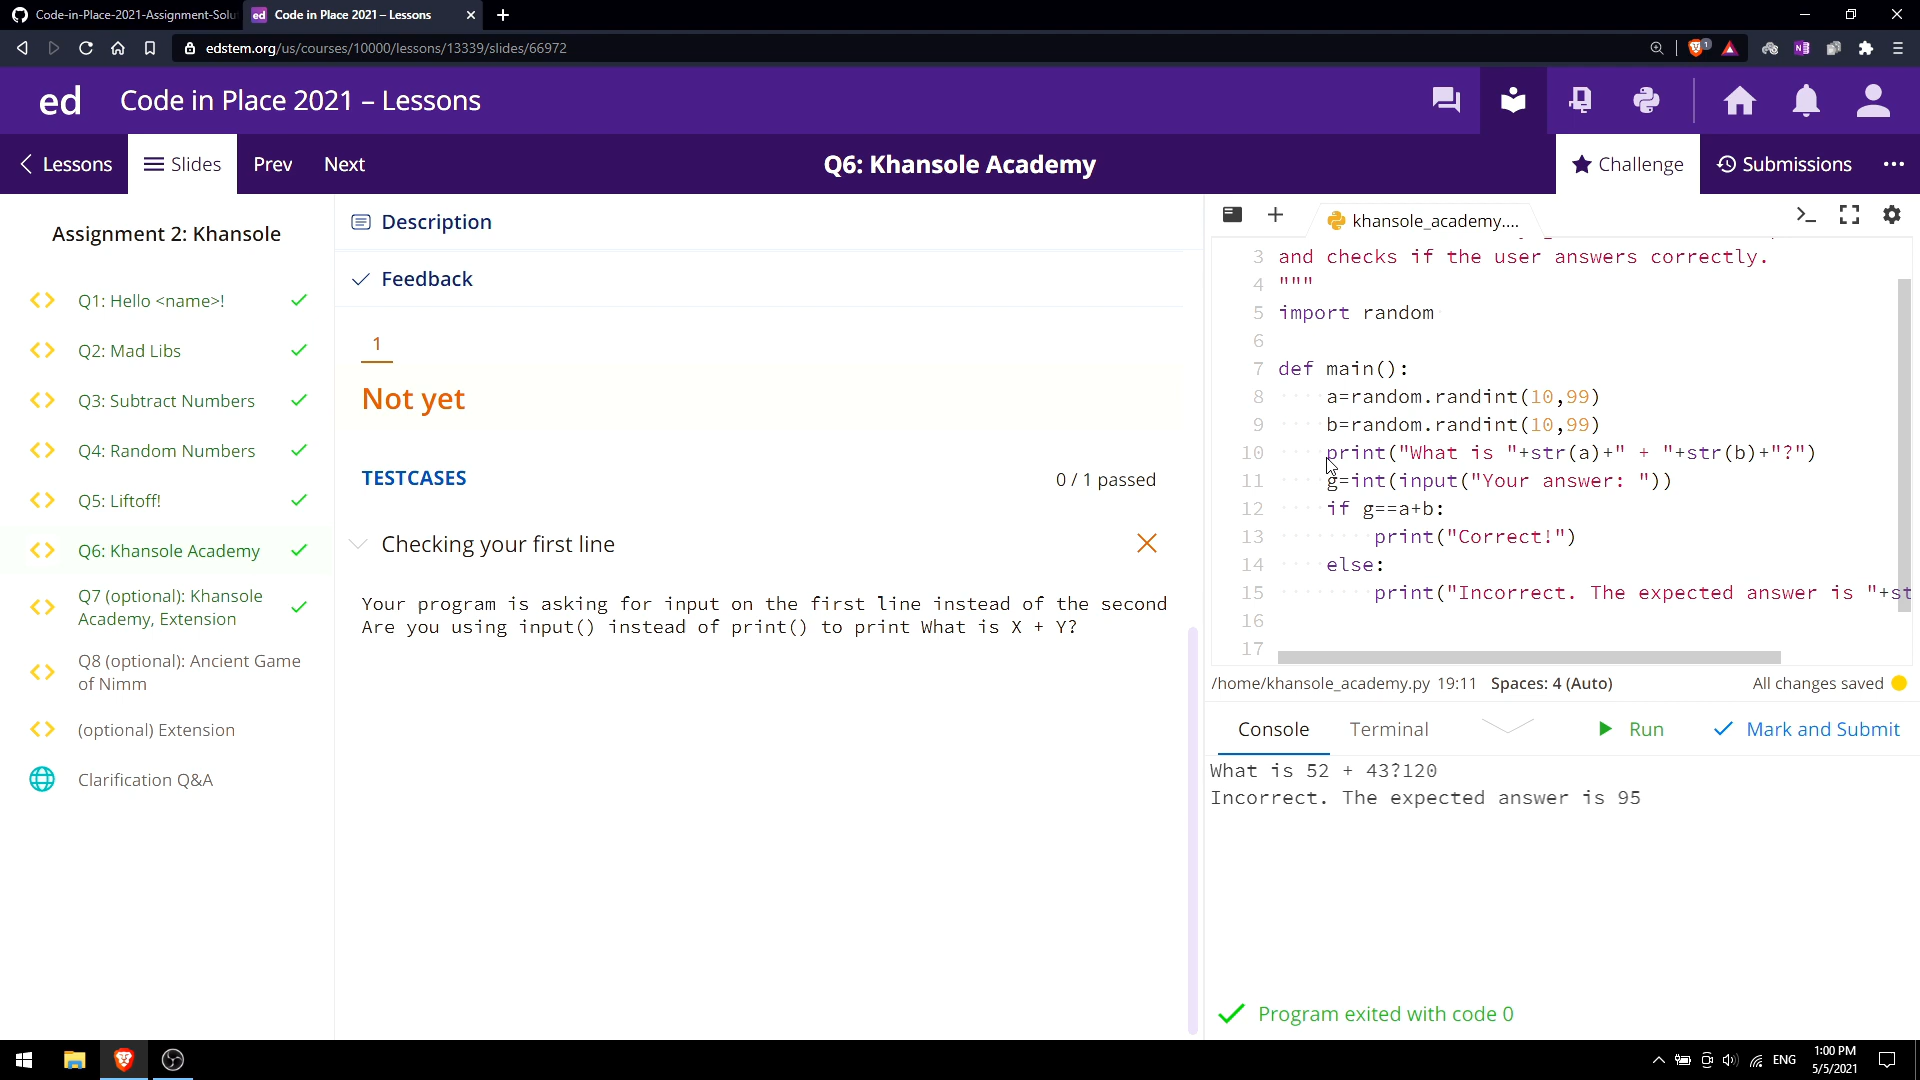 Code-in-Place-2021-Assignment-Solu
ed Code in Place 2021 – Lessons
edstem.org/us/courses/10000/lessons/13339/slides/66972
ed Code in Place 2021 – Lessons
Lessons Slides Prev Next Q6: Khansole Academy Challenge Submissions
Assignment 2: Khansole
Q1: Hello <name>!
Q2: Mad Libs
Q3: Subtract Numbers
Q4: Random Numbers
Q5: Liftoff!
Q6: Khansole Academy
Q7 (optional): Khansole
Academy, Extension
Q8 (optional): Ancient Game
of Nimm
(optional) Extension
Clarification Q&A
Description
Feedback
1
Not yet
TESTCASES 0 / 1 passed
Checking your first line
Your program is asking for input on the first line instead of the second
Are you using input() instead of print() to print What is X + Y?
khansole_academy....
3 and checks if the user answers correctly.
4 """
5 import random
6
7 def main():
8 a=random.randint(10,99)
9 b=random.randint(10,99)
10 print("What is "+str(a)+" + "+str(b)+"?")
11 g=int(input("Your answer: "))
12 if g==a+b:
13 print("Correct!")
14 else:
15 print("Incorrect. The expected answer is "+st
16
17
/home/khansole_academy.py 19:11 Spaces: 4 (Auto) All changes saved
Console Terminal Run Mark and Submit
What is 52 + 43?120
Incorrect. The expected answer is 95
Program exited with code 0
ENG
1:00 PM
5/5/2021